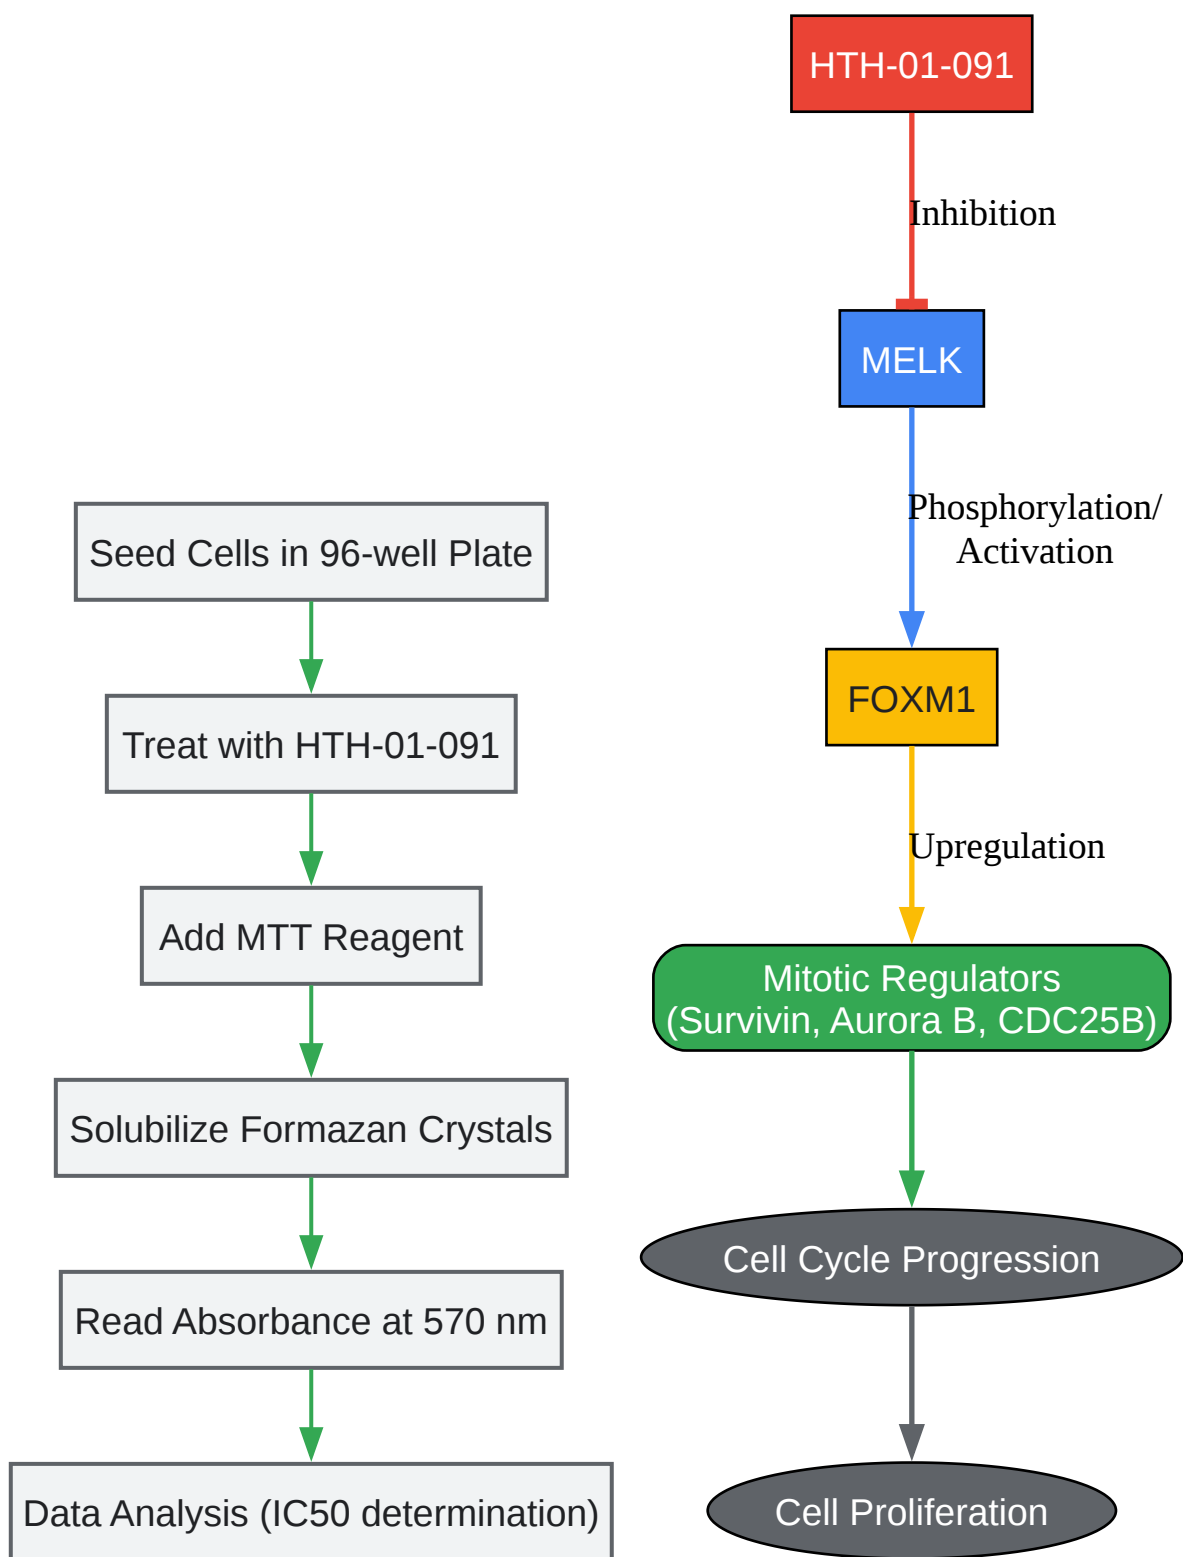 Seed Cells in 96-well Plate
Treat with HTH-01-091
Add MTT Reagent
Solubilize Formazan Crystals
Read Absorbance at 570 nm
Data Analysis (IC50 determination)
HTH-01-091
Inhibition
MELK
Phosphorylation/
Activation
FOXM1
Upregulation
Mitotic Regulators
(Survivin, Aurora B, CDC25B)
Cell Cycle Progression
Cell Proliferation